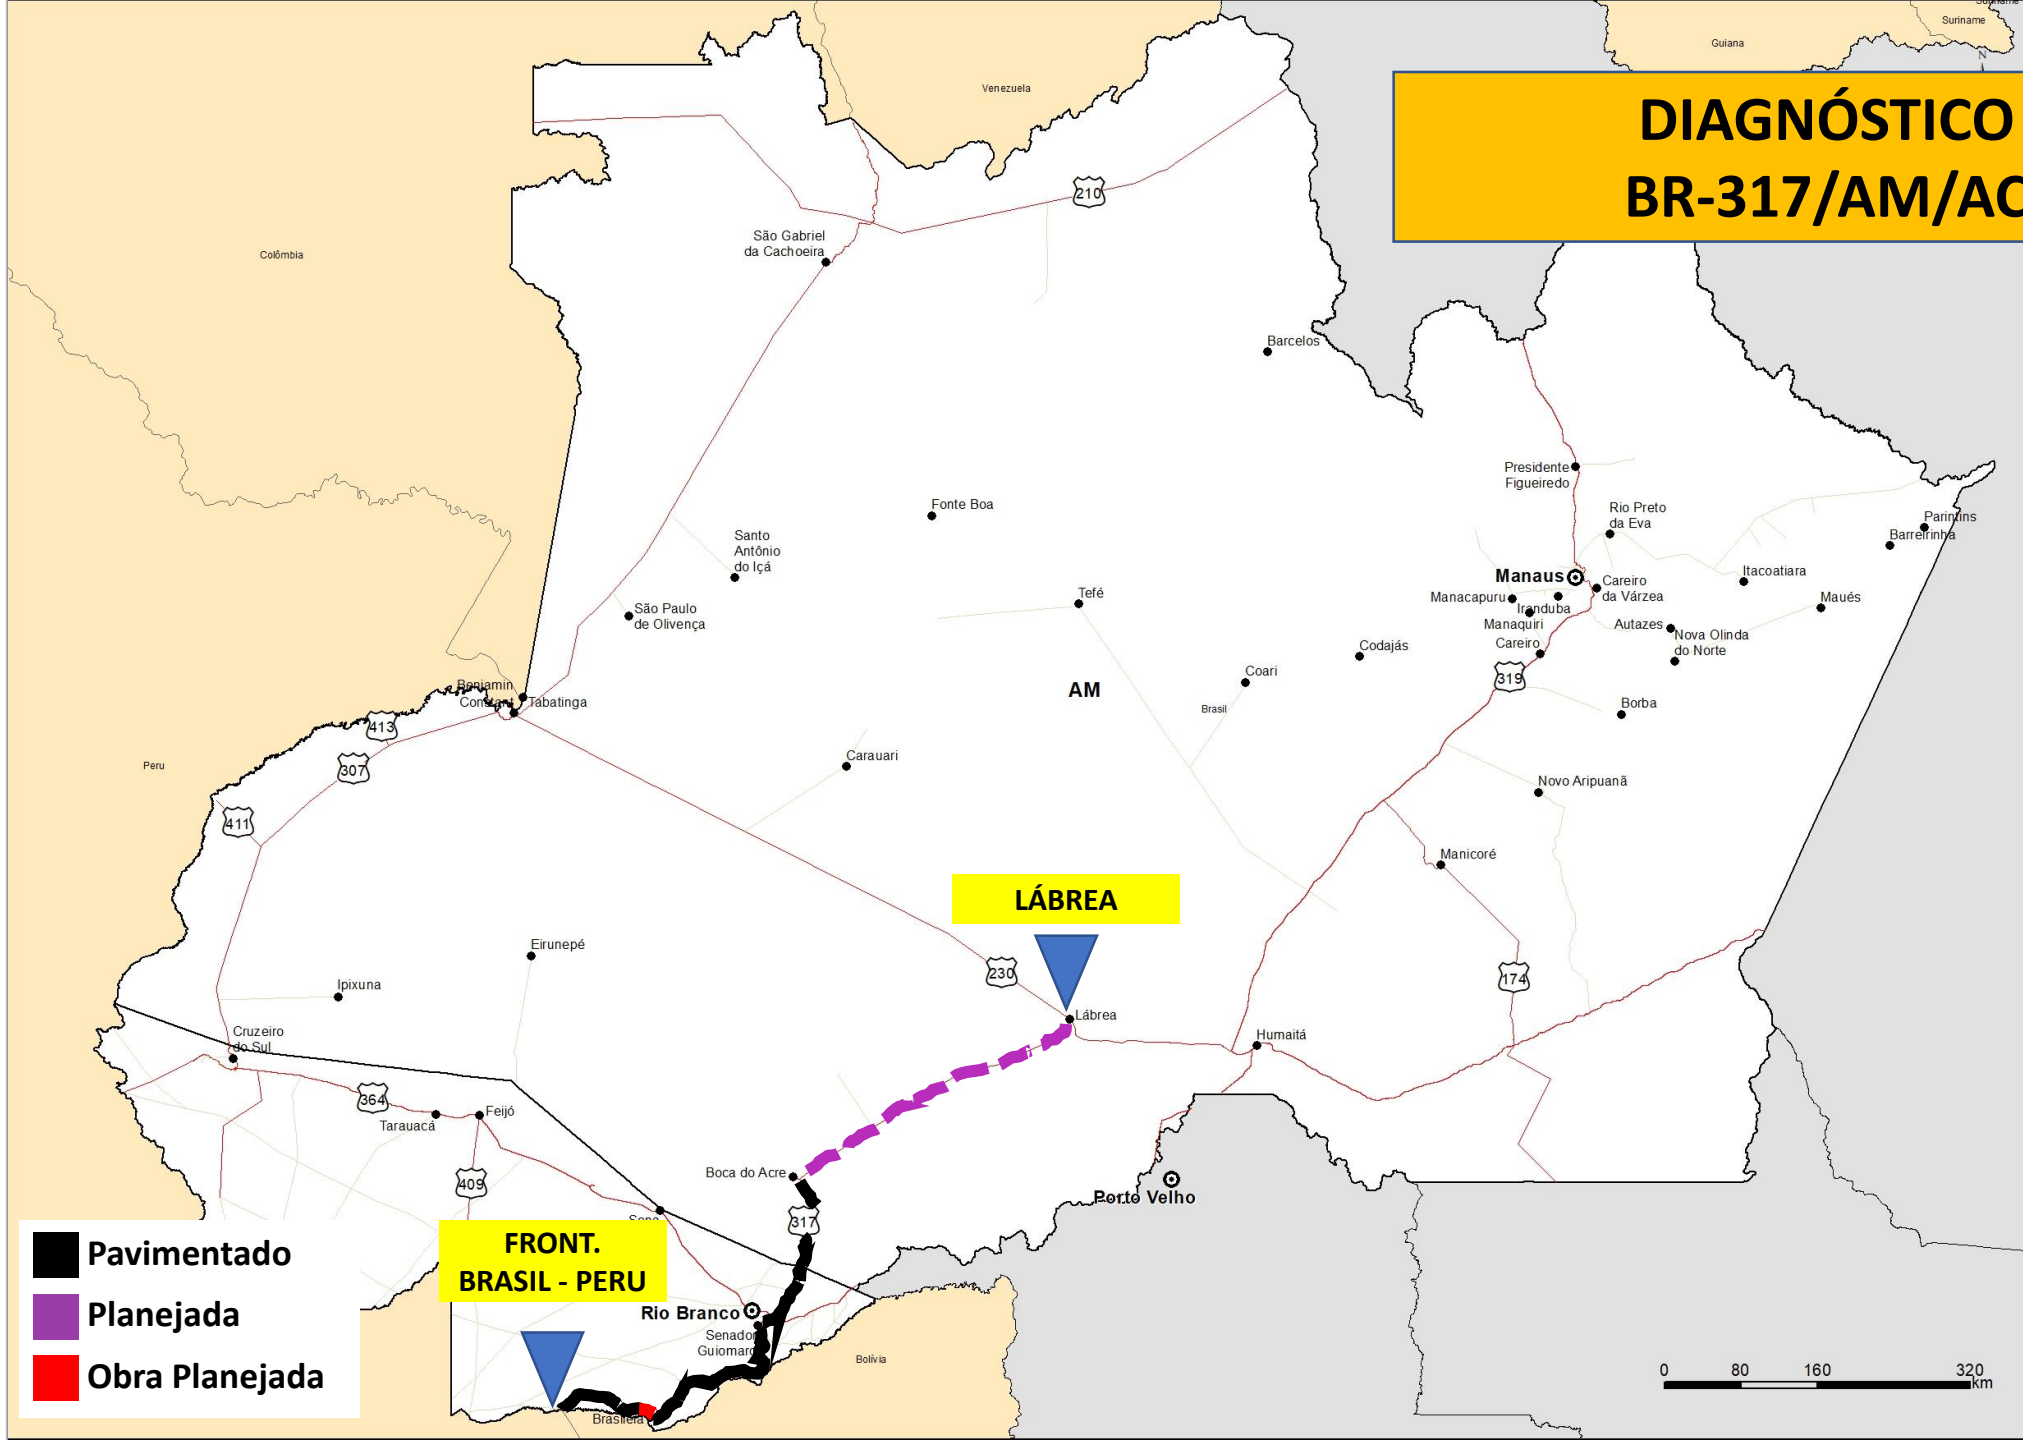 Suriname
Guiana
N
Venezuela
DIAGNÓSTICO
BR-317/AM/AC
210
São Gabriel
da Cachoeira
Colômbia
Barcelos
Presidente
Figueiredo
Fonte Boa
Rio Preto
da Eva
Parintins
Barreirinha
Santo
Antônio
do Içá
Manaus
Careiro
da Várzea
Itacoatiara
Tefé
Manacapuru
Iranduba
Maués
São Paulo
de Olivença
Manaquiri
Autazes
Nova Olinda
do Norte
Careiro
Codajás
Coari
319
AM
Benjamin
Constant
Tabatinga
Brasil
Borba
413
307
Peru
Carauari
Novo Aripuanã
411
Manicoré
LÁBREA
Eirunepé
230
174
Ipixuna
Lábrea
Cruzeiro
do Sul
Humaitá
364
Feijó
Tarauacá
Boca do Acre
409
Porto Velho
Sena
317
FRONT.
BRASIL - PERU
Pavimentado
Planejada
Obra Planejada
Rio Branco
Senador
Guiomard
Bolívia
Brasiléia
0 80 160 320
km